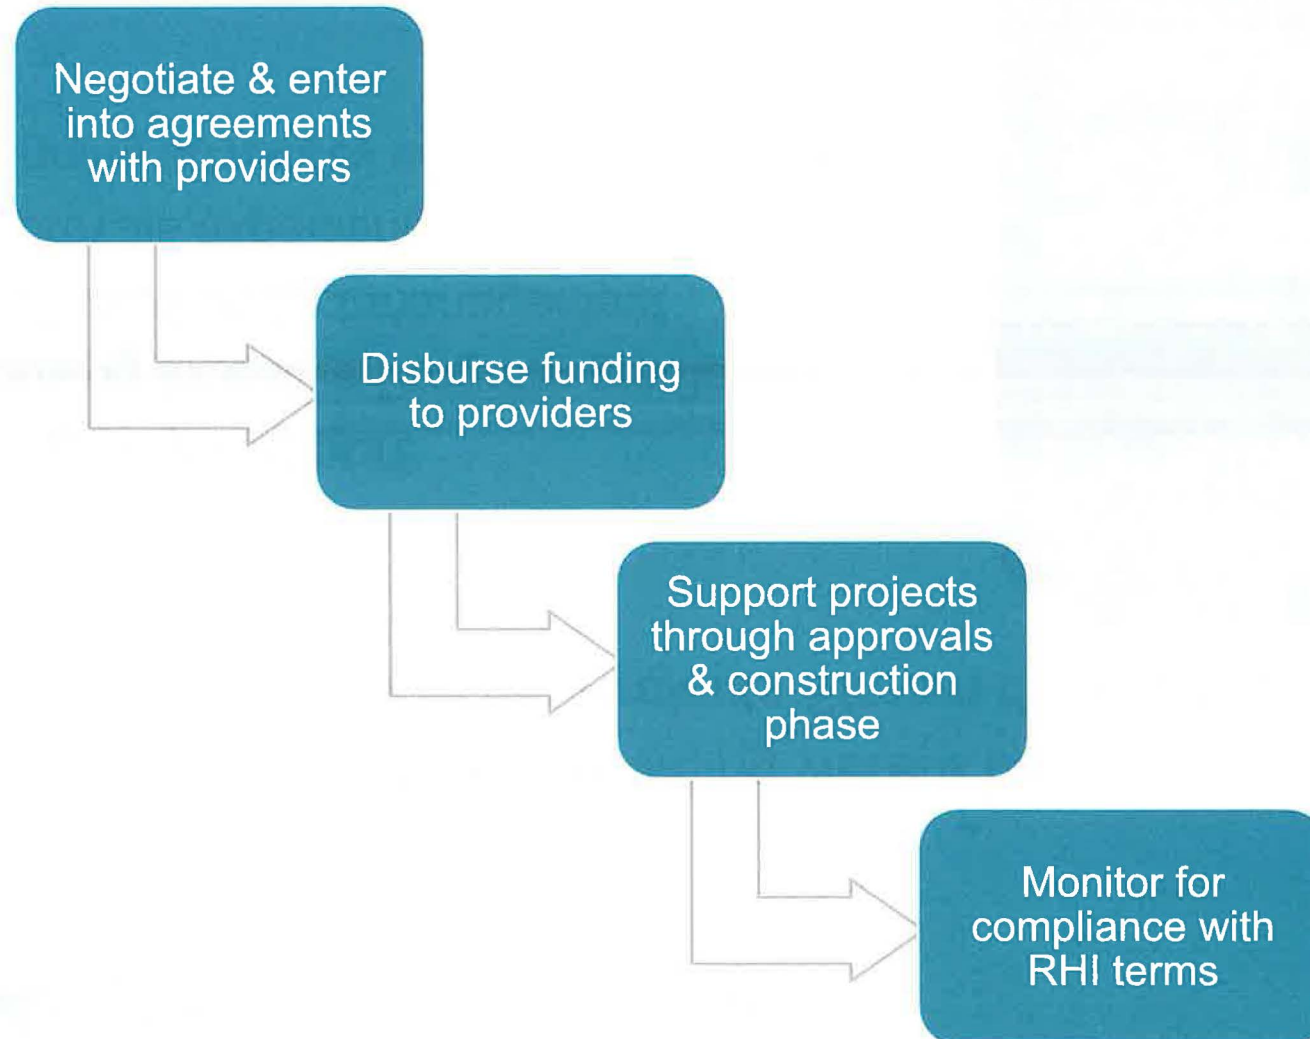 Negotiate & enter
into agreements
with providers
Disburse funding
to providers
Support projects
through approvals
& construction
phase
Monitor for
compliance with
RHI terms